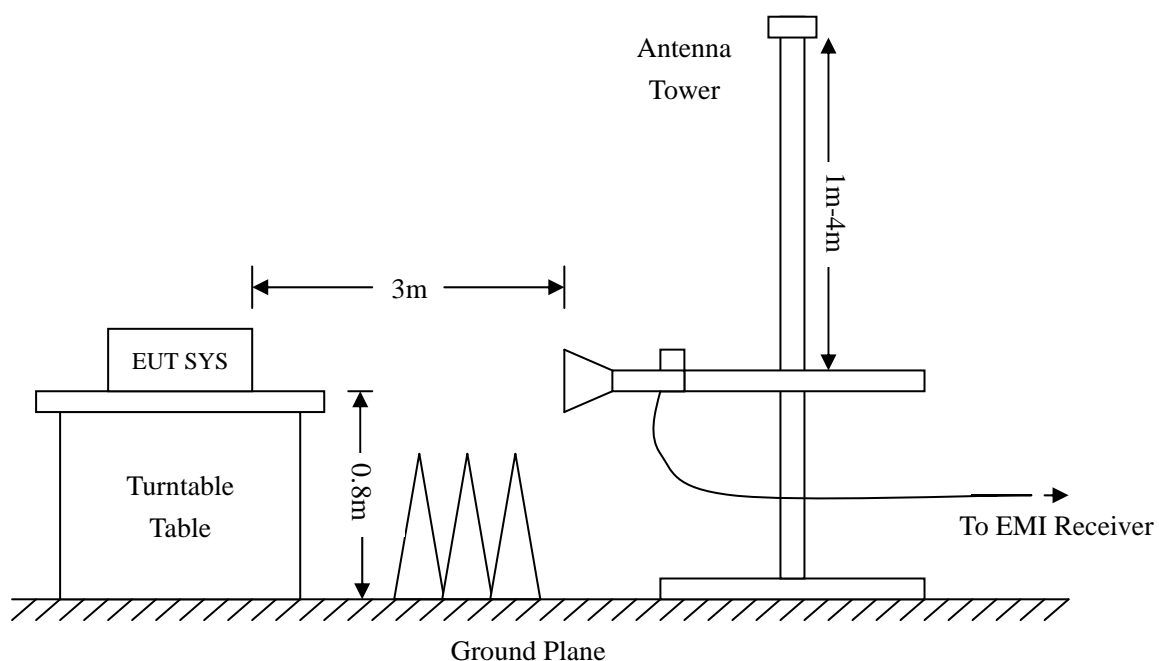 Antenna
Tower
1m-4m
3m
EUT SYS
0.8m
Turntable
Table
To EMI Receiver
Ground Plane